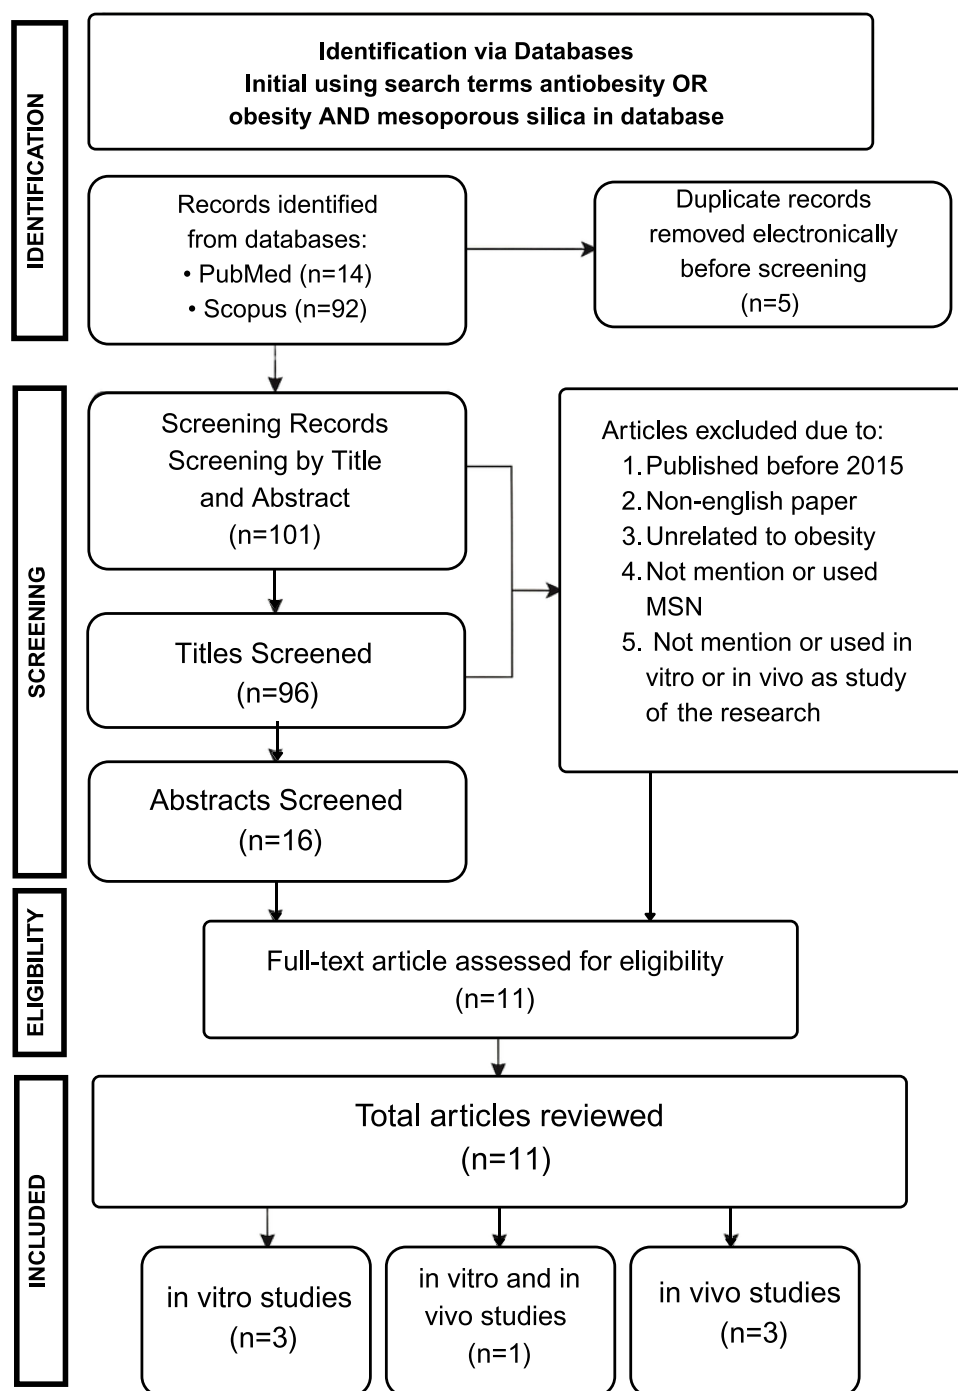 IDENTIFICATION
Identification via Databases
Initial using search terms antiobesity OR
obesity AND mesoporous silica in database
Records identified
from databases:
• PubMed (n=14)
• Scopus (n=92)
Duplicate records
removed electronically
before screening
(n=5)
SCREENING
Screening Records
Screening by Title
and Abstract
(n=101)
Titles Screened
(n=96)
Abstracts Screened
(n=16)
Articles excluded due to:
1. Published before 2015
2. Non-english paper
3. Unrelated to obesity
4. Not mention or used
MSN
5. Not mention or used in
vitro or in vivo as study
of the research
ELIGIBILITY
Full-text article assessed for eligibility
(n=11)
INCLUDED
Total articles reviewed
(n=11)
in vitro studies
(n=3)
in vitro and in
vivo studies
(n=1)
in vivo studies
(n=3)